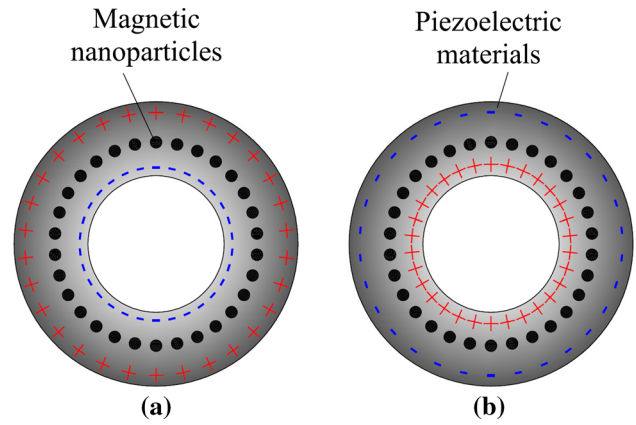 Magnetic
nanoparticles
Piezoelectric
materials
(a)
(b)